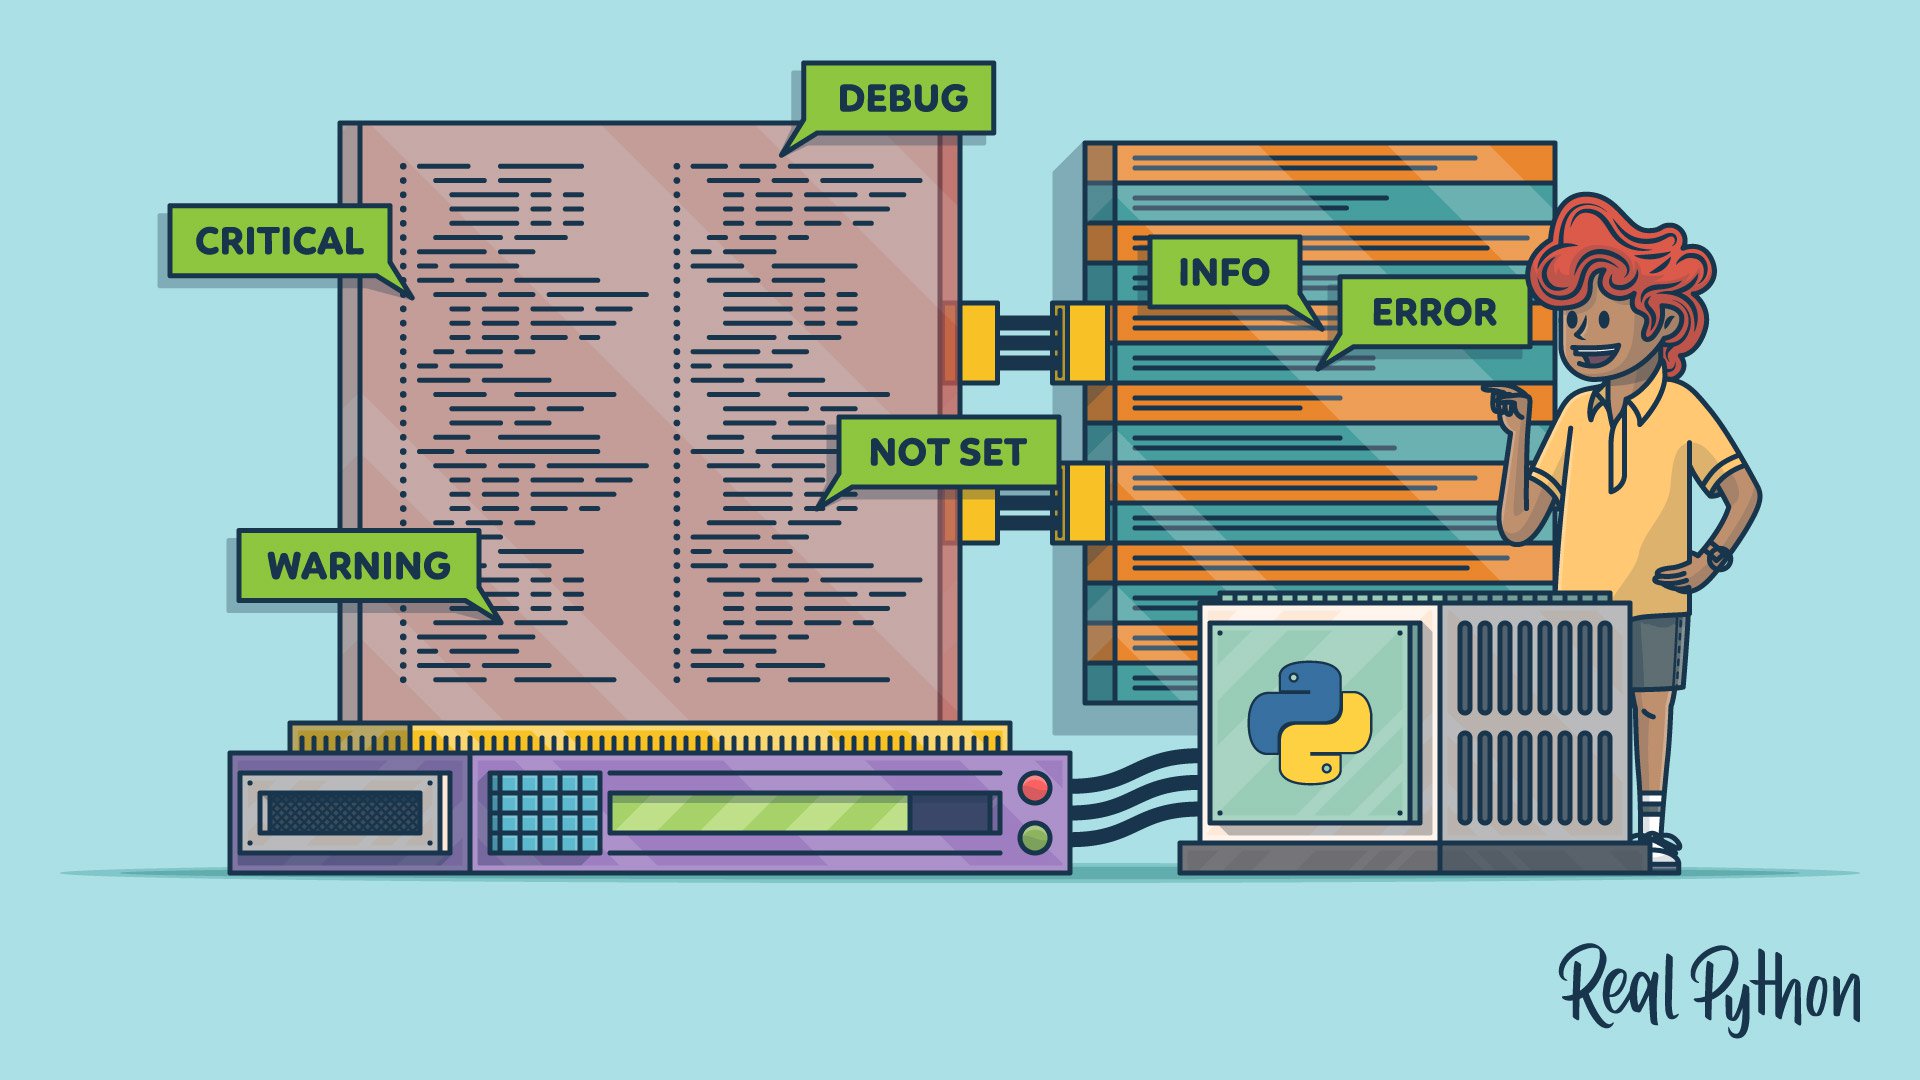 DEBUG
CRITICAL
INFO
ERROR
NOT SET
WARNING
Real Python